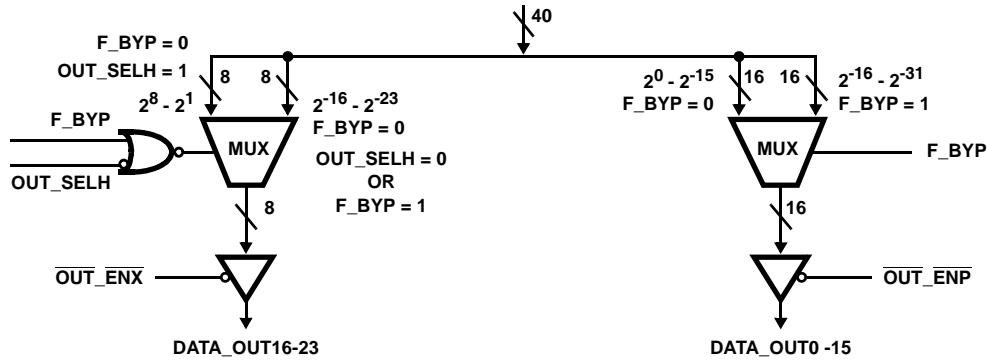 40
F_BYP = 0
OUT_SELH = 1
8
8
2^8 - 2^1
2^-16 - 2^-23
F_BYP = 0
OUT_SELH = 0
OR
F_BYP = 1
F_BYP
OUT_SELH
MUX
8
OUT_ENX
DATA_OUT16-23
2^0 - 2^-15
F_BYP = 0
16
16
2^-16 - 2^-31
F_BYP = 1
MUX
F_BYP
16
OUT_ENP
DATA_OUT0 -15